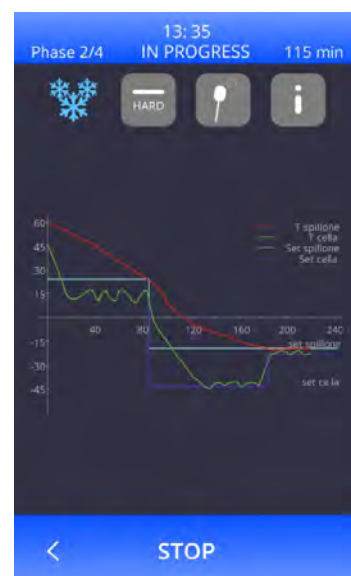 13: 35
Phase 2/4 IN PROGRESS 115 min
HARD
i
60
45
30
15
-15
-30
-45
40 80 120 160 200 240
T spillone
T cella
Set spillone
Set cella
set spillone
set cella
STOP